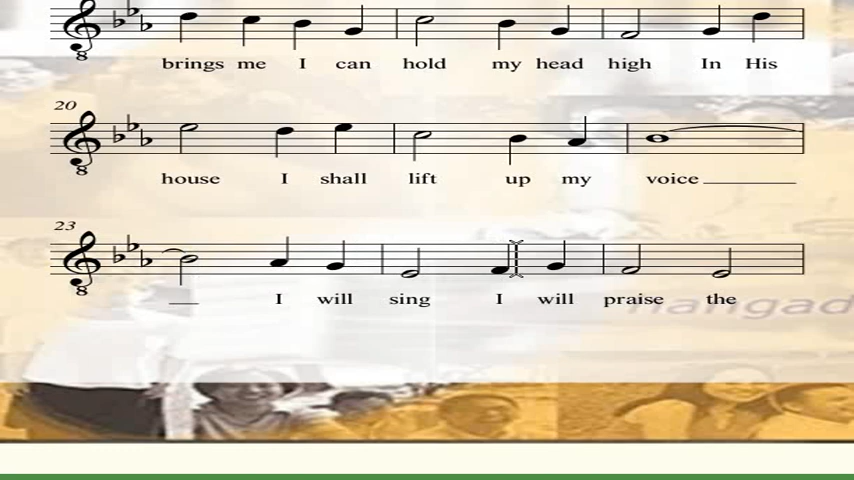 brings me I can hold my head high In His
20
house I shall lift up my voice
23
I will sing I will praise the
hangad